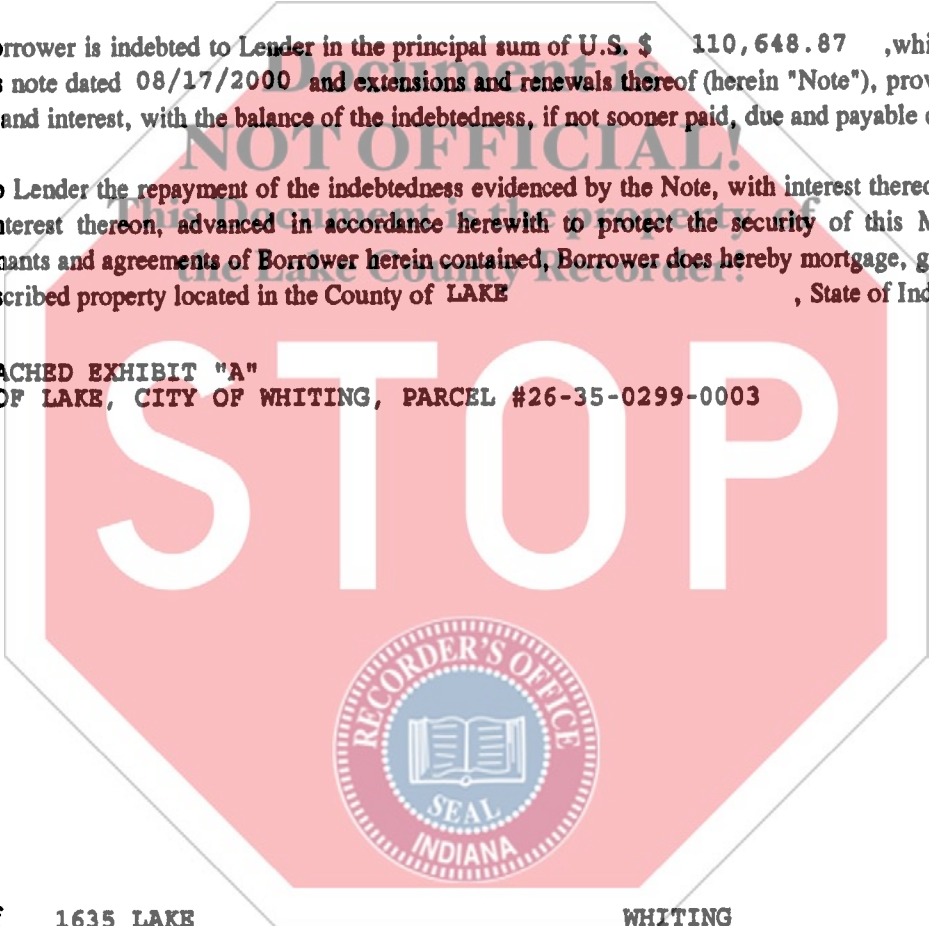 orrower is indebted to Lender in the principal sum of U.S. $ 110,648.87 ,whi
s note dated 08/17/2000 and extensions and renewals thereof (herein "Note"), prov
and interest, with the balance of the indebtedness, if not sooner paid, due and payable
Document is
NOT OFFICIAL!
This Document is the property of
the Lake County Recorder!
o Lender the repayment of the indebtedness evidenced by the Note, with interest thereo
nterest thereon, advanced in accordance herewith to protect the security of this M
nants and agreements of Borrower herein contained, Borrower does hereby mortgage, g
scribed property located in the County of LAKE , State of Ind
ACHED EXHIBIT "A"
OF LAKE, CITY OF WHITING, PARCEL #26-35-0299-0003
STOP
RECORDER'S OFFICE
SEAL
INDIANA
1635 LAKE WHITING